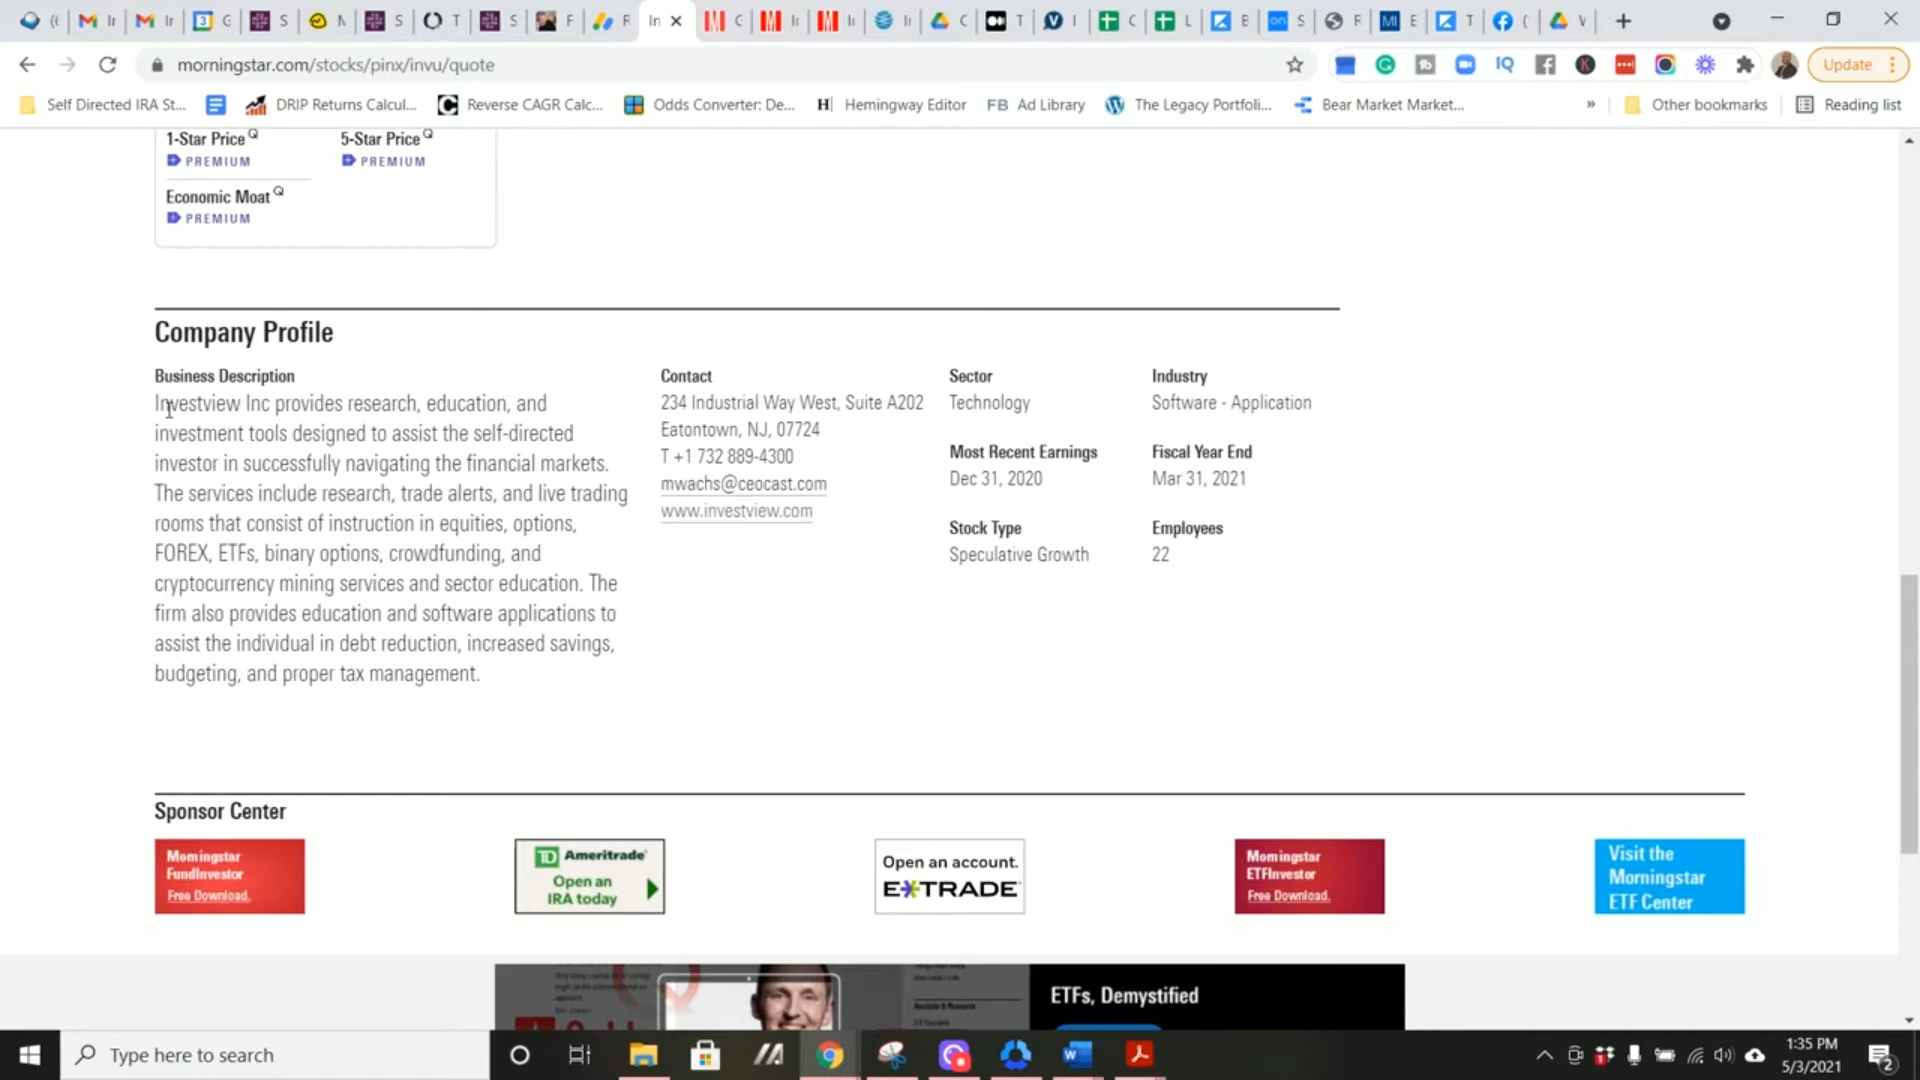 morningstar.com/stocks/pinx/invu/quote
Update
Self Directed IRA St...
DRIP Returns Calcul...
Reverse CAGR Calc...
Odds Converter: De...
Hemingway Editor
FB Ad Library
The Legacy Portfoli...
Bear Market Market...
»
Other bookmarks
Reading list
1-Star Price
5-Star Price
PREMIUM
PREMIUM
Economic Moat
PREMIUM
Company Profile
Business Description
Investview Inc provides research, education, and
investment tools designed to assist the self-directed
investor in successfully navigating the financial markets.
The services include research, trade alerts, and live trading
rooms that consist of instruction in equities, options,
FOREX, ETFs, binary options, crowdfunding, and
cryptocurrency mining services and sector education. The
firm also provides education and software applications to
assist the individual in debt reduction, increased savings,
budgeting, and proper tax management.
Contact
234 Industrial Way West, Suite A202
Eatontown, NJ, 07724
T +1 732 889-4300
mwachs@ceocast.com
www.investview.com
Sector
Technology
Most Recent Earnings
Dec 31, 2020
Stock Type
Speculative Growth
Industry
Software - Application
Fiscal Year End
Mar 31, 2021
Employees
22
Sponsor Center
Morningstar
FundInvestor
Free Download.
TD Ameritrade
Open an
IRA today
Open an account.
E*TRADE
Morningstar
ETFInvestor
Free Download.
Visit the
Morningstar
ETF Center
ETFs, Demystified
Type here to search
1:35 PM
5/3/2021
2